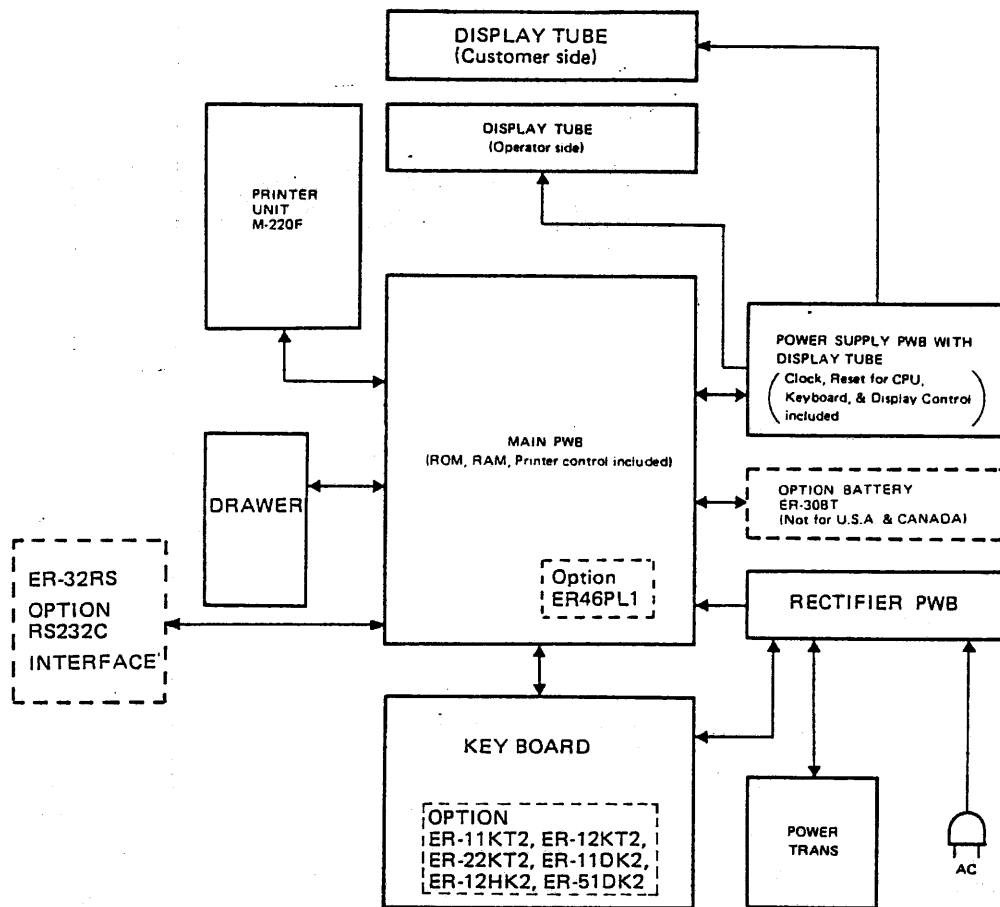 DISPLAY TUBE
(Customer side)
DISPLAY TUBE
(Operator side)
PRINTER
UNIT
M-220F
POWER SUPPLY PWB WITH
DISPLAY TUBE
(Clock, Reset for CPU,
Keyboard, & Display Control
included)
MAIN PWB
(ROM, RAM, Printer control included)
DRAWER
OPTION BATTERY
ER-30BT
(Not for U.S.A. & CANADA)
ER-32RS
OPTION
RS232C
INTERFACE
Option
ER46PL1
RECTIFIER PWB
KEY BOARD
OPTION
ER-11KT2, ER-12KT2,
ER-22KT2, ER-11DK2,
ER-12HK2, ER-51DK2
POWER
TRANS
AC